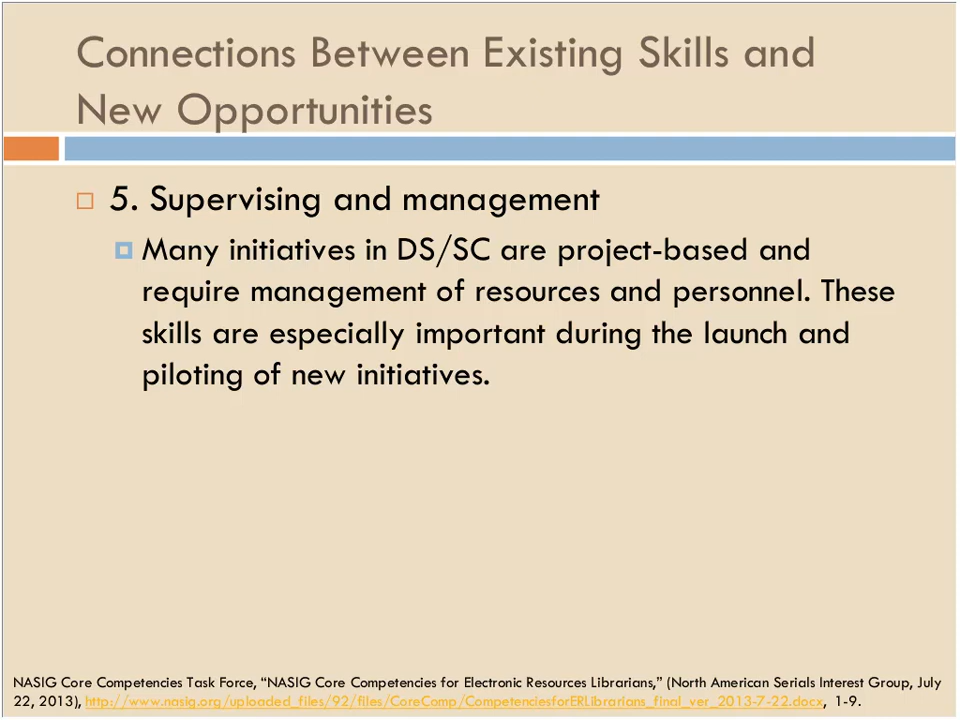 Connections Between Existing Skills and
New Opportunities
5. Supervising and management
Many initiatives in DS/SC are project-based and
require management of resources and personnel. These
skills are especially important during the launch and
piloting of new initiatives.
NASIG Core Competencies Task Force, “NASIG Core Competencies for Electronic Resources Librarians,” (North American Serials Interest Group, July
22, 2013), http://www.nasig.org/uploaded_files/92/files/CoreComp/CompetenciesforERLibrarians_final_ver_2013-7-22.docx, 1-9.